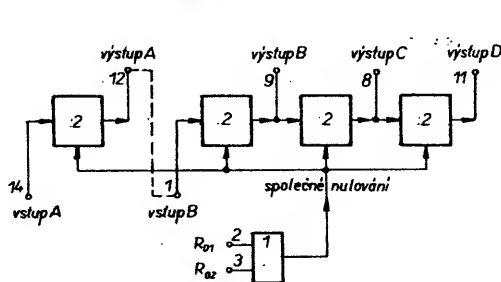 výstup A
výstup B
výstup C
výstup D
12
9
8
11
:2
:2
:2
:2
14
1
vstup A
vstup B
společné nulování
R01
2
1
R02
3